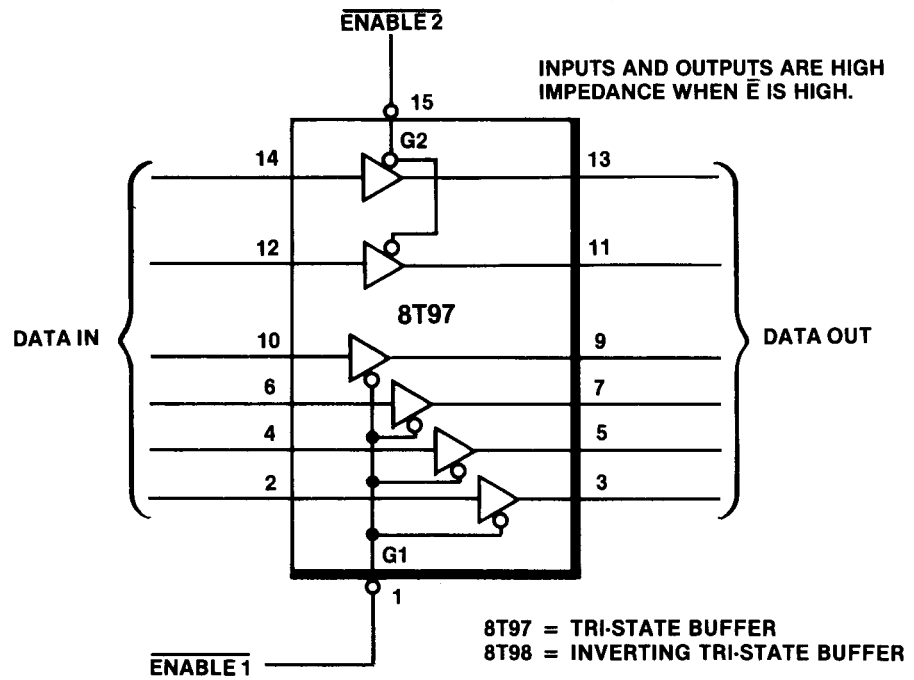 ENABLE 2
INPUTS AND OUTPUTS ARE HIGH
IMPEDANCE WHEN E̅ IS HIGH.
15
G2
14
13
12
11
8T97
DATA IN
DATA OUT
10
9
6
7
4
5
2
3
G1
1
ENABLE 1
8T97 = TRI-STATE BUFFER
8T98 = INVERTING TRI-STATE BUFFER